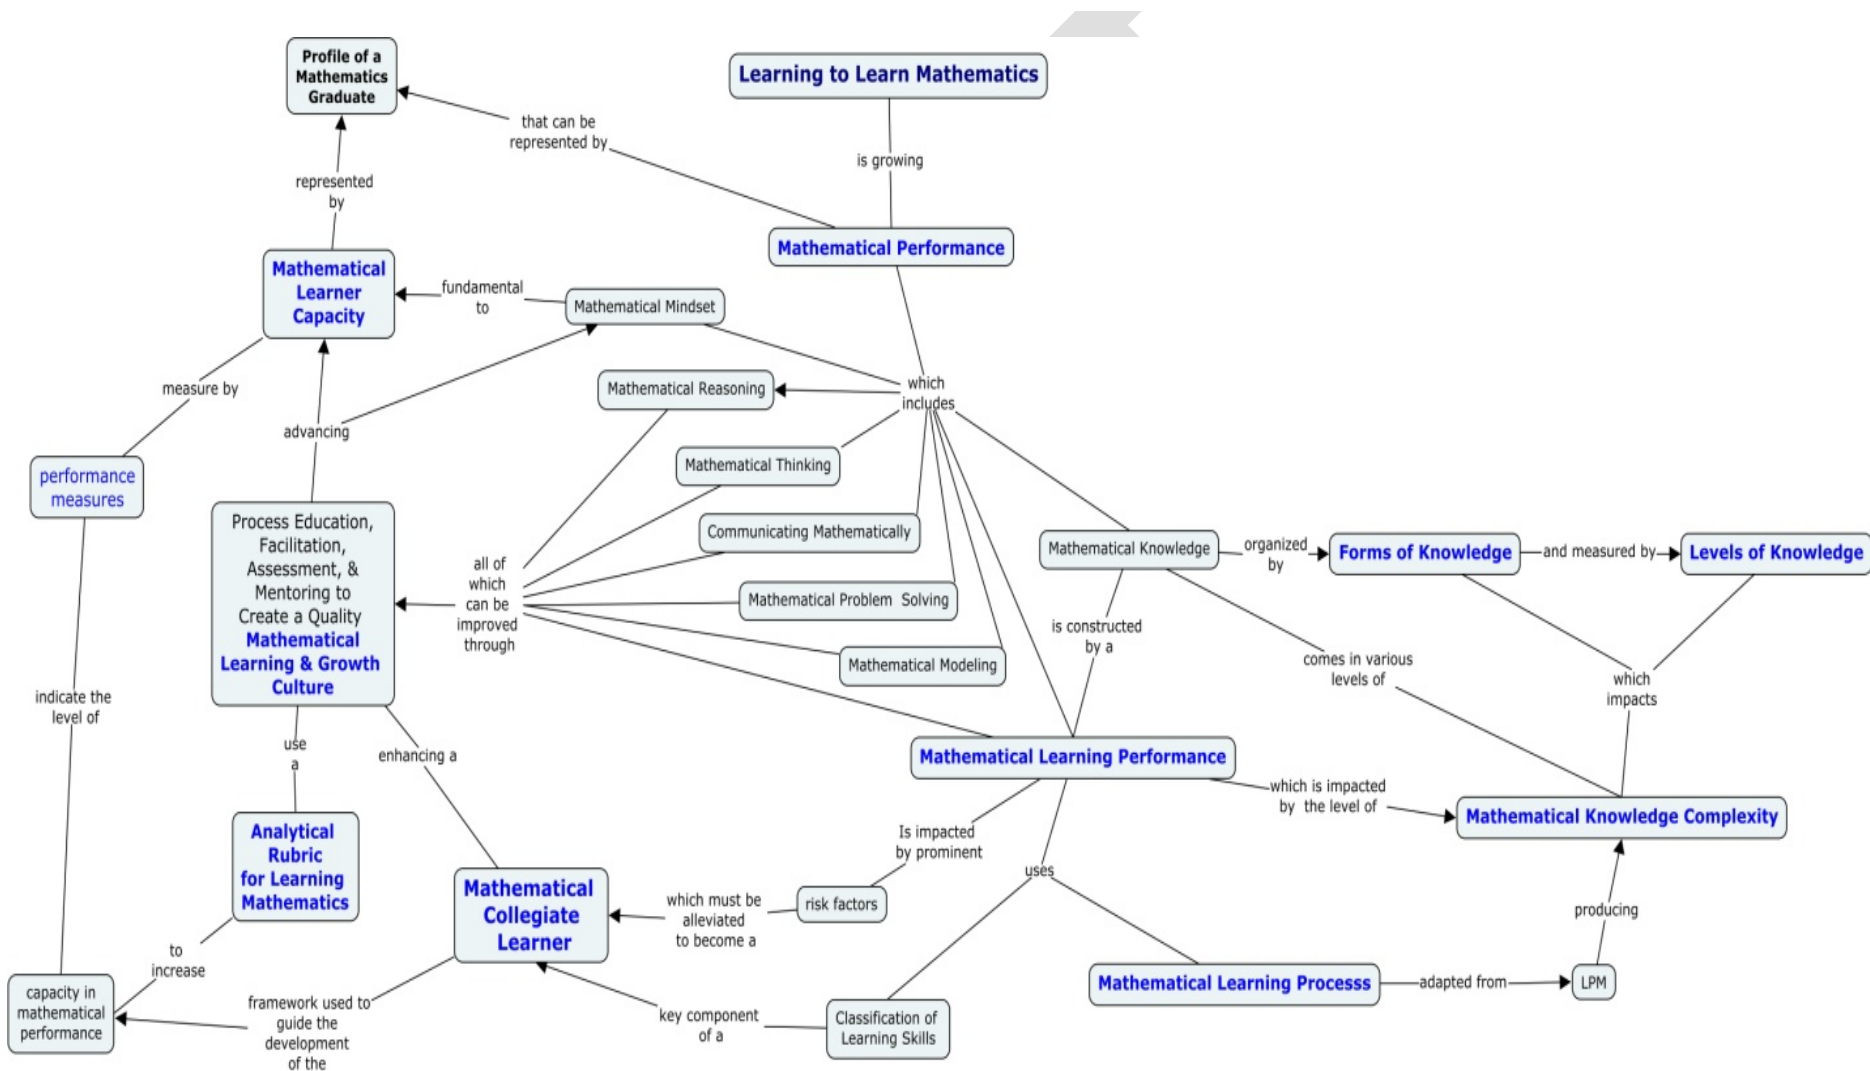 Profile of a
Mathematics
Graduate
Learning to Learn Mathematics
that can be
represented by
is growing
represented
by
Mathematical Performance
Mathematical
Learner
Capacity
fundamental
to
Mathematical Mindset
measure by
Mathematical Reasoning
which
includes
advancing
Mathematical Thinking
performance
measures
Process Education,
Facilitation,
Assessment, &
Mentoring to
Create a Quality
Mathematical
Learning & Growth
Culture
Communicating Mathematically
Mathematical Knowledge
organized
by
Forms of Knowledge
and measured by
Levels of Knowledge
all of
which
can be
improved
through
Mathematical Problem  Solving
is constructed
by a
Mathematical Modeling
comes in various
levels of
which
impacts
indicate the
level of
use
a
enhancing a
Mathematical Learning Performance
which is impacted
by  the level of
Mathematical Knowledge Complexity
Analytical
Rubric
for Learning
Mathematics
Is impacted
by prominent
uses
Mathematical
Collegiate
Learner
which must be
alleviated
to become a
risk factors
producing
to
increase
Mathematical Learning Processs
adapted from
LPM
capacity in
mathematical
performance
framework used to
guide the
development
of the
key component
of a
Classification of
Learning Skills